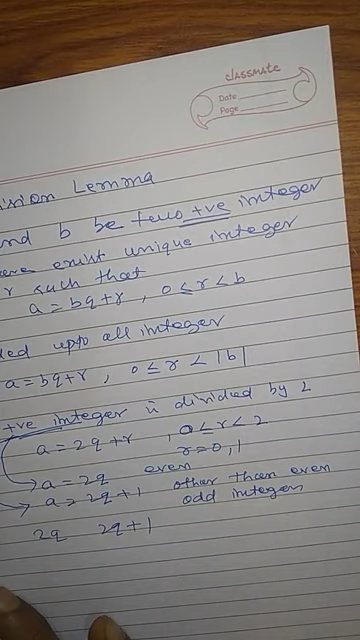 classmate
Date
Page
ision Lemma
and b be two +ve integer
exist unique integer
r such that
a = bq + r , 0 ≤ r < b
ded upto all integer
a = bq + r , 0 ≤ r < |b|
+ve integer is divided by 2
a = 2q + r , 0 ≤ r < 2
r = 0, 1
a = 2q even
a = 2q + 1 other than even
odd integer
2q 2q + 1